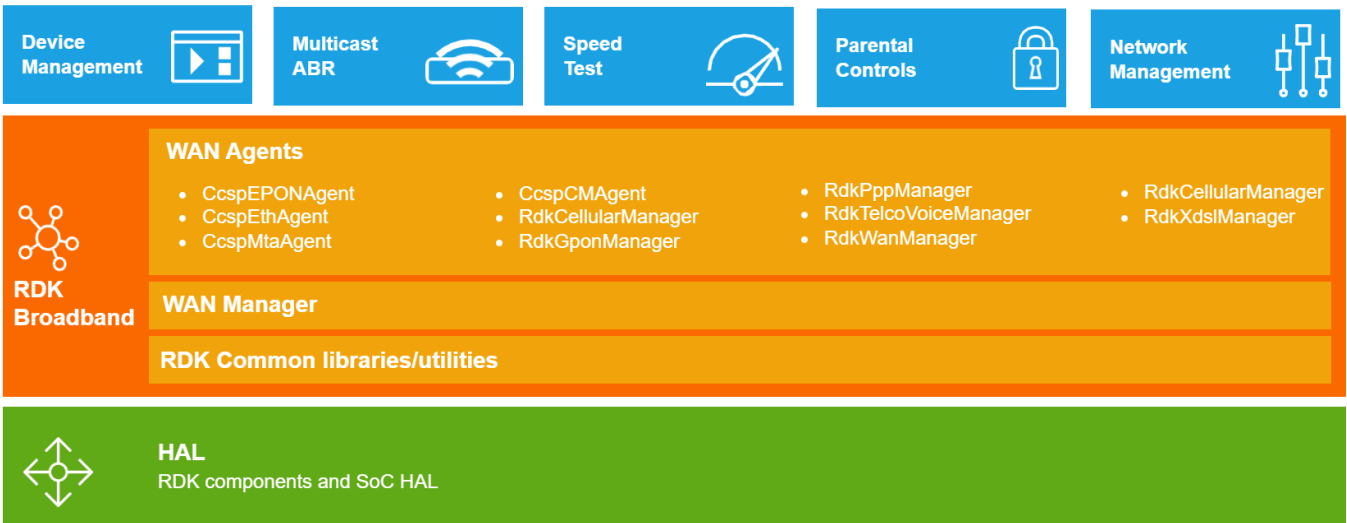 Device
Management
Multicast
ABR
Speed
Test
Parental
Controls
Network
Management
RDK
Broadband
WAN Agents
• CcspEPONAgent
• CcspEthAgent
• CcspMtaAgent
• CcspCMAgent
• RdkCellularManager
• RdkGponManager
• RdkPppManager
• RdkTelcoVoiceManager
• RdkWanManager
• RdkCellularManager
• RdkXdslManager
WAN Manager
RDK Common libraries/utilities
HAL
RDK components and SoC HAL